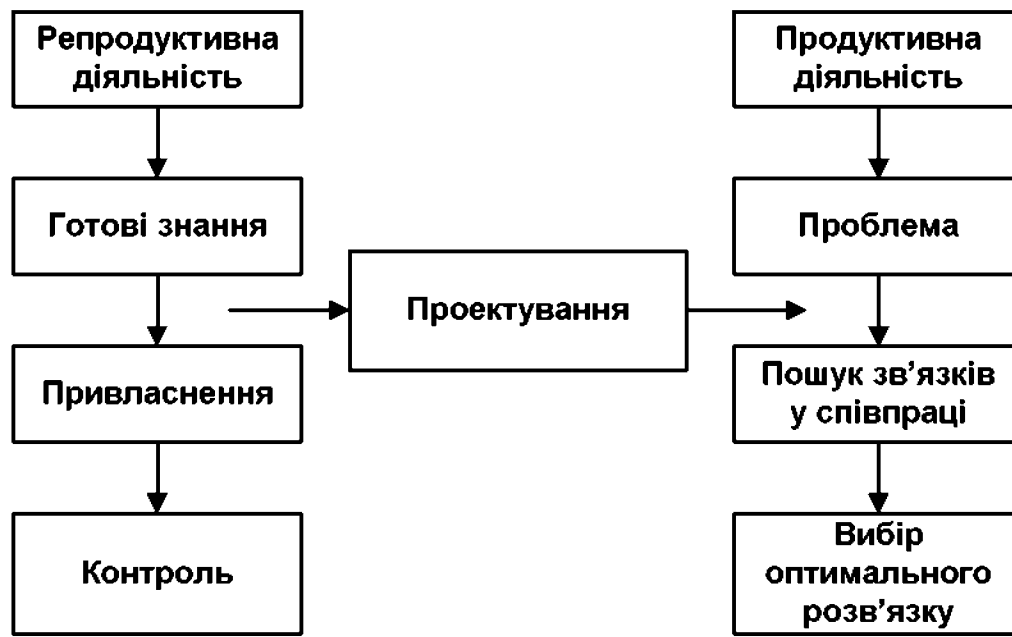 Репродуктивна
діяльність
Готові знання
Привласнення
Контроль
Проектування
Продуктивна
діяльність
Проблема
Пошук зв’язків
у співпраці
Вибір
оптимального
розв’язку